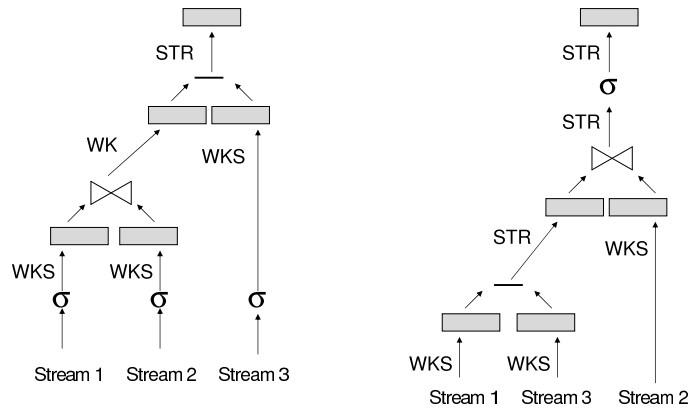 STR
WK
WKS
WKS
WKS
σ
σ
σ
Stream 1
Stream 2
Stream 3
STR
σ
STR
STR
WKS
WKS
WKS
Stream 1
Stream 3
Stream 2